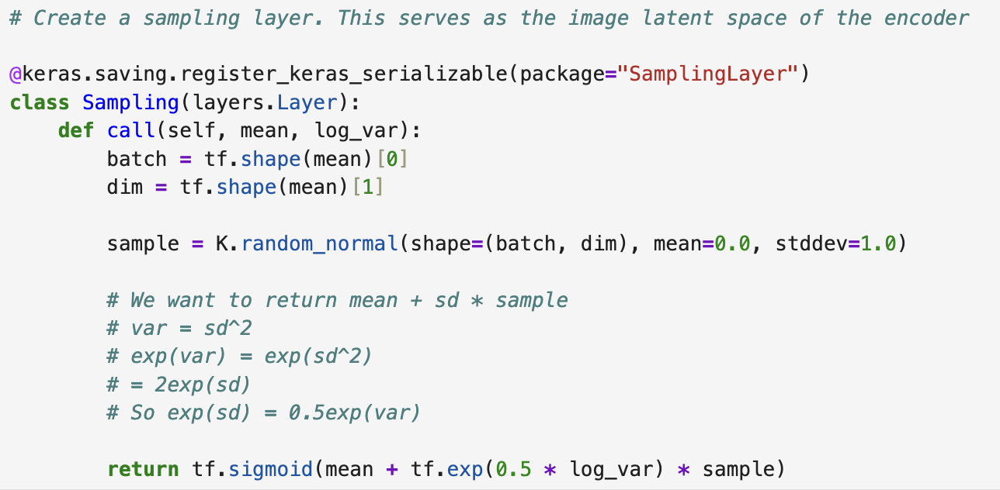 # Create a sampling layer. This serves as the image latent space of the encoder
@keras.saving.register_keras_serializable(package="SamplingLayer")
class Sampling(layers.Layer):
    def call(self, mean, log_var):
        batch = tf.shape(mean)[0]
        dim = tf.shape(mean)[1]
        sample = K.random_normal(shape=(batch, dim), mean=0.0, stddev=1.0)
        # We want to return mean + sd * sample
        # var = sd^2
        # exp(var) = exp(sd^2)
        # = 2exp(sd)
        # So exp(sd) = 0.5exp(var)
        return tf.sigmoid(mean + tf.exp(0.5 * log_var) * sample)